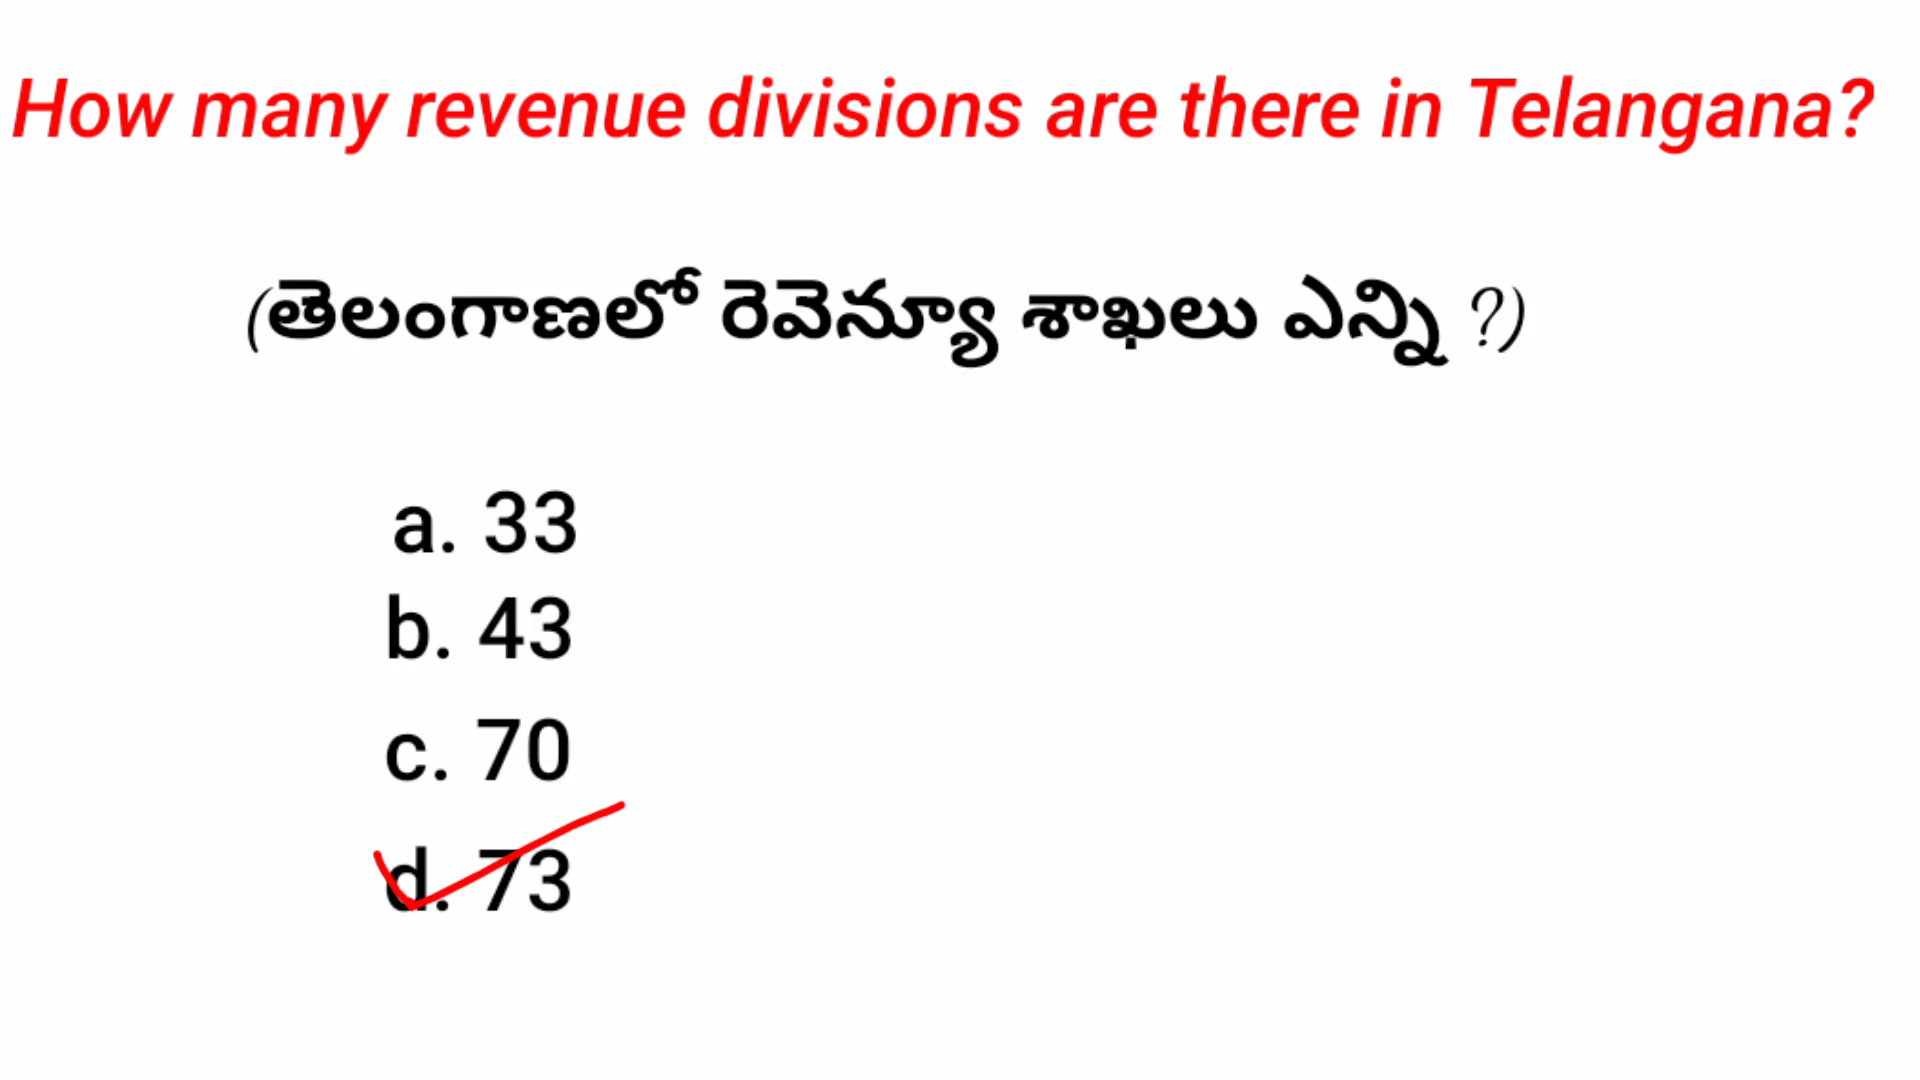 How many revenue divisions are there in Telangana?
(తెలంగాణలో రెవెన్యూ శాఖలు ఎన్ని ?)
a. 33
b. 43
c. 70
d. 73